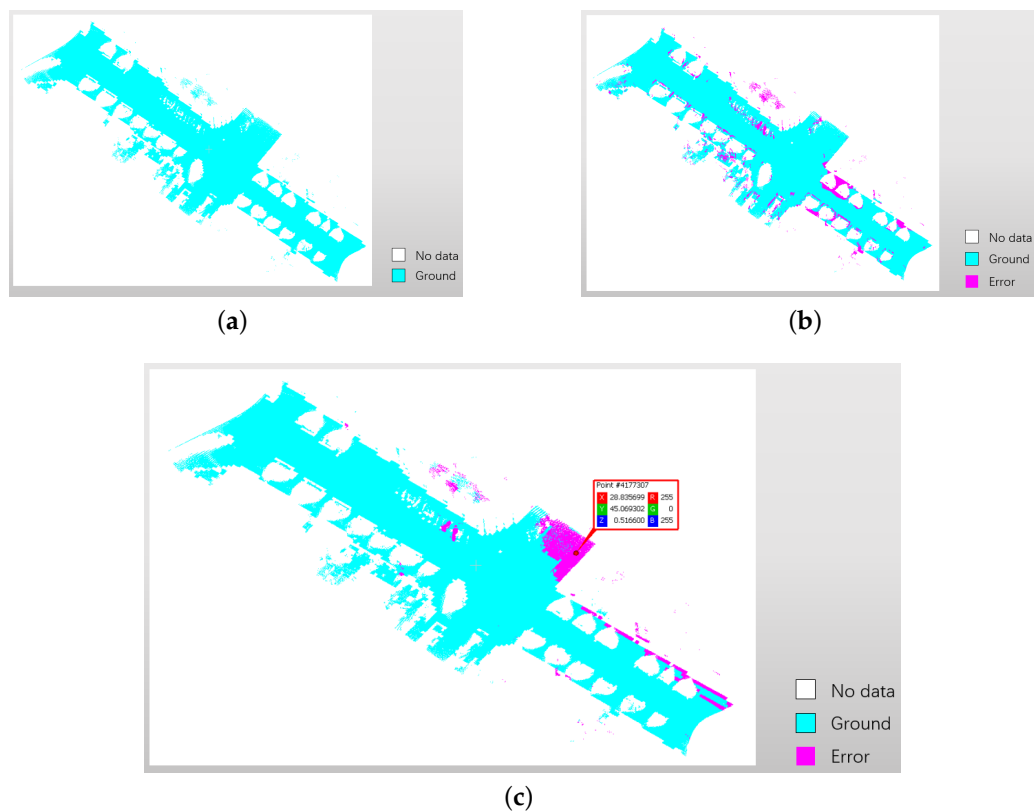 No data
Ground
(a)
No data
Ground
Error
(b)
Point #4177307
X 28.835699 R 255
Y 45.069302 G 0
Z 0.516600 B 255
No data
Ground
Error
(c)